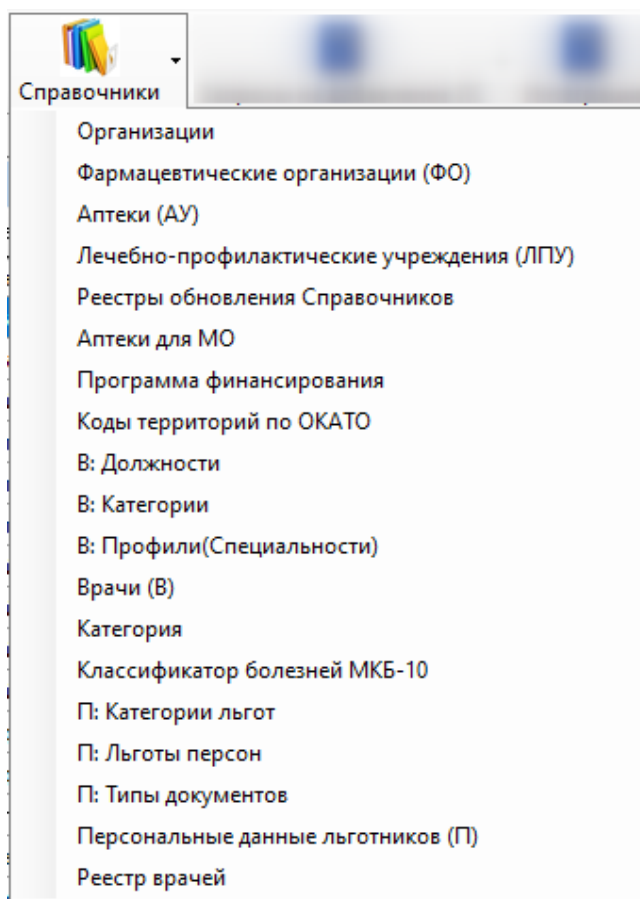 Справочники
Организации
Фармацевтические организации (ФО)
Аптеки (АУ)
Лечебно-профилактические учреждения (ЛПУ)
Реестры обновления Справочников
Аптеки для МО
Программа финансирования
Коды территорий по ОКАТО
В: Должности
В: Категории
В: Профили(Специальности)
Врачи (В)
Категория
Классификатор болезней МКБ-10
П: Категории льгот
П: Льготы персон
П: Типы документов
Персональные данные льготников (П)
Реестр врачей